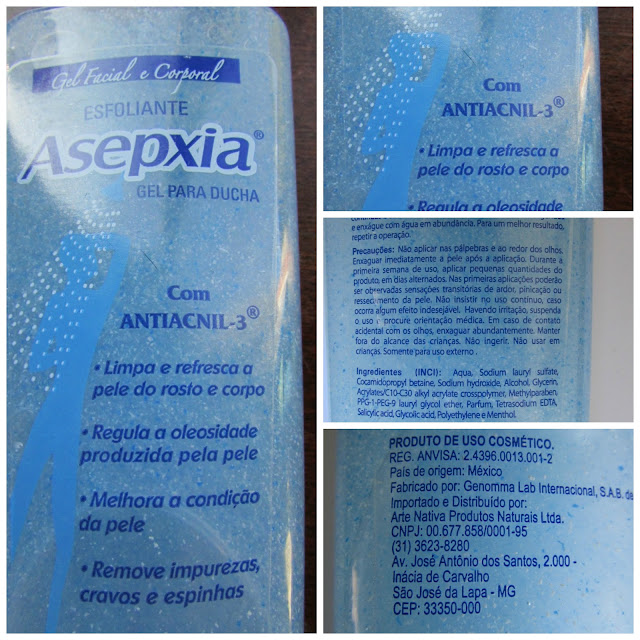 Gel Facial e Corporal
ESFOLIANTE
Asepxia®
GEL PARA DUCHA
Com
ANTIACNIL-3®
• Limpa e refresca a
pele do rosto e corpo
• Regula a oleosidade
produzida pela pele
• Melhora a condição
da pele
• Remove impurezas,
cravos e espinhas
Com
ANTIACNIL-3®
• Limpa e refresca a
pele do rosto e corpo
• Regula a oleosidade
e enxágue com água em abundância. Para um melhor resultado,
repetir a operação.
Precauções: Não aplicar nas pálpebras e ao redor dos olhos.
Enxaguar imediatamente a pele após a aplicação. Durante a
primeira semana de uso, aplicar pequenas quantidades do
produto, em dias alternados. Nas primeiras aplicações poderão
ser observadas sensações transitórias de ardor, pinicação ou
ressecamento da pele. Não insistir no uso contínuo, caso
ocorra algum efeito indesejável. Havendo irritação, suspenda
o uso e procure orientação médica. Em caso de contato
acidental com os olhos, enxaguar abundantemente. Manter
fora do alcance das crianças. Não ingerir. Não usar em
crianças. Somente para uso externo.
Ingredientes (INCI): Aqua, Sodium lauryl sulfate,
Cocamidopropyl betaine, Sodium hydroxide, Alcohol, Glycerin,
Acrylates/C10-C30 alkyl acrylate crosspolymer, Methylparaben,
PPG-1-PEG-9 lauryl glycol ether, Parfum, Tetrasodium EDTA,
Salicylic acid, Glycolic acid, Polyethylene e Menthol.
PRODUTO DE USO COSMÉTICO.
REG. ANVISA: 2.4396.0013.001-2
País de origem: México
Fabricado por: Genomma Lab Internacional, S.A.B. de
Importado e Distribuído por:
Arte Nativa Produtos Naturais Ltda.
CNPJ: 00.677.858/0001-95
(31) 3623-8280
Av. José Antônio dos Santos, 2.000 -
Inácia de Carvalho
São José da Lapa - MG
CEP: 33350-000